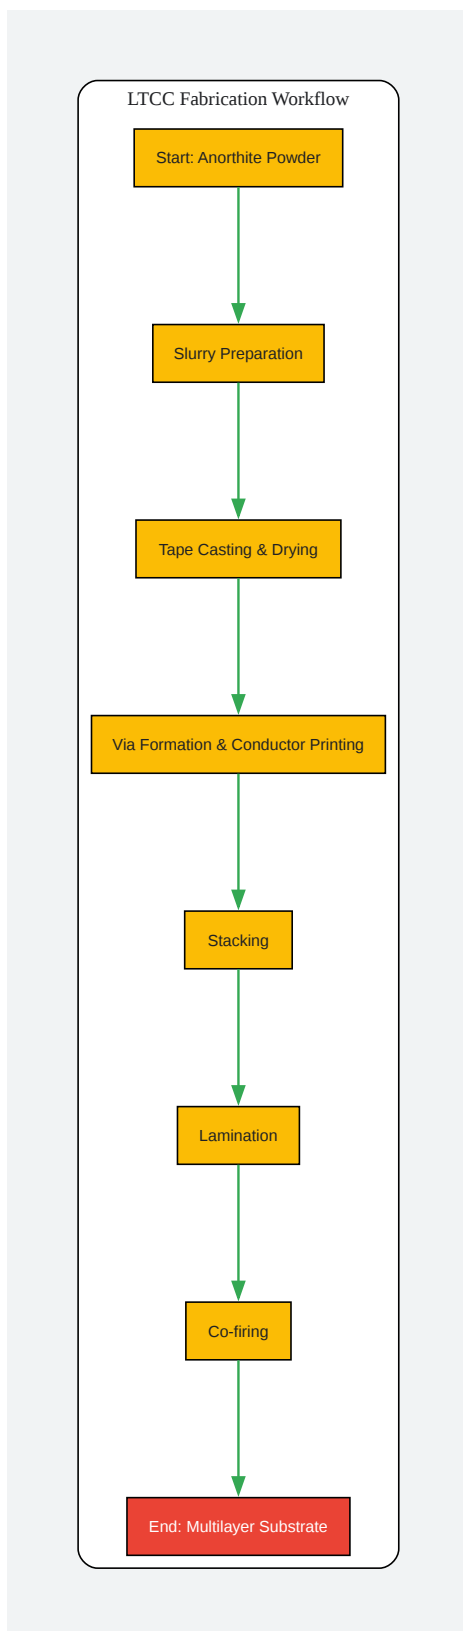 LTCC Fabrication Workflow
Start: Anorthite Powder
Slurry Preparation
Tape Casting & Drying
Via Formation & Conductor Printing
Stacking
Lamination
Co-firing
End: Multilayer Substrate